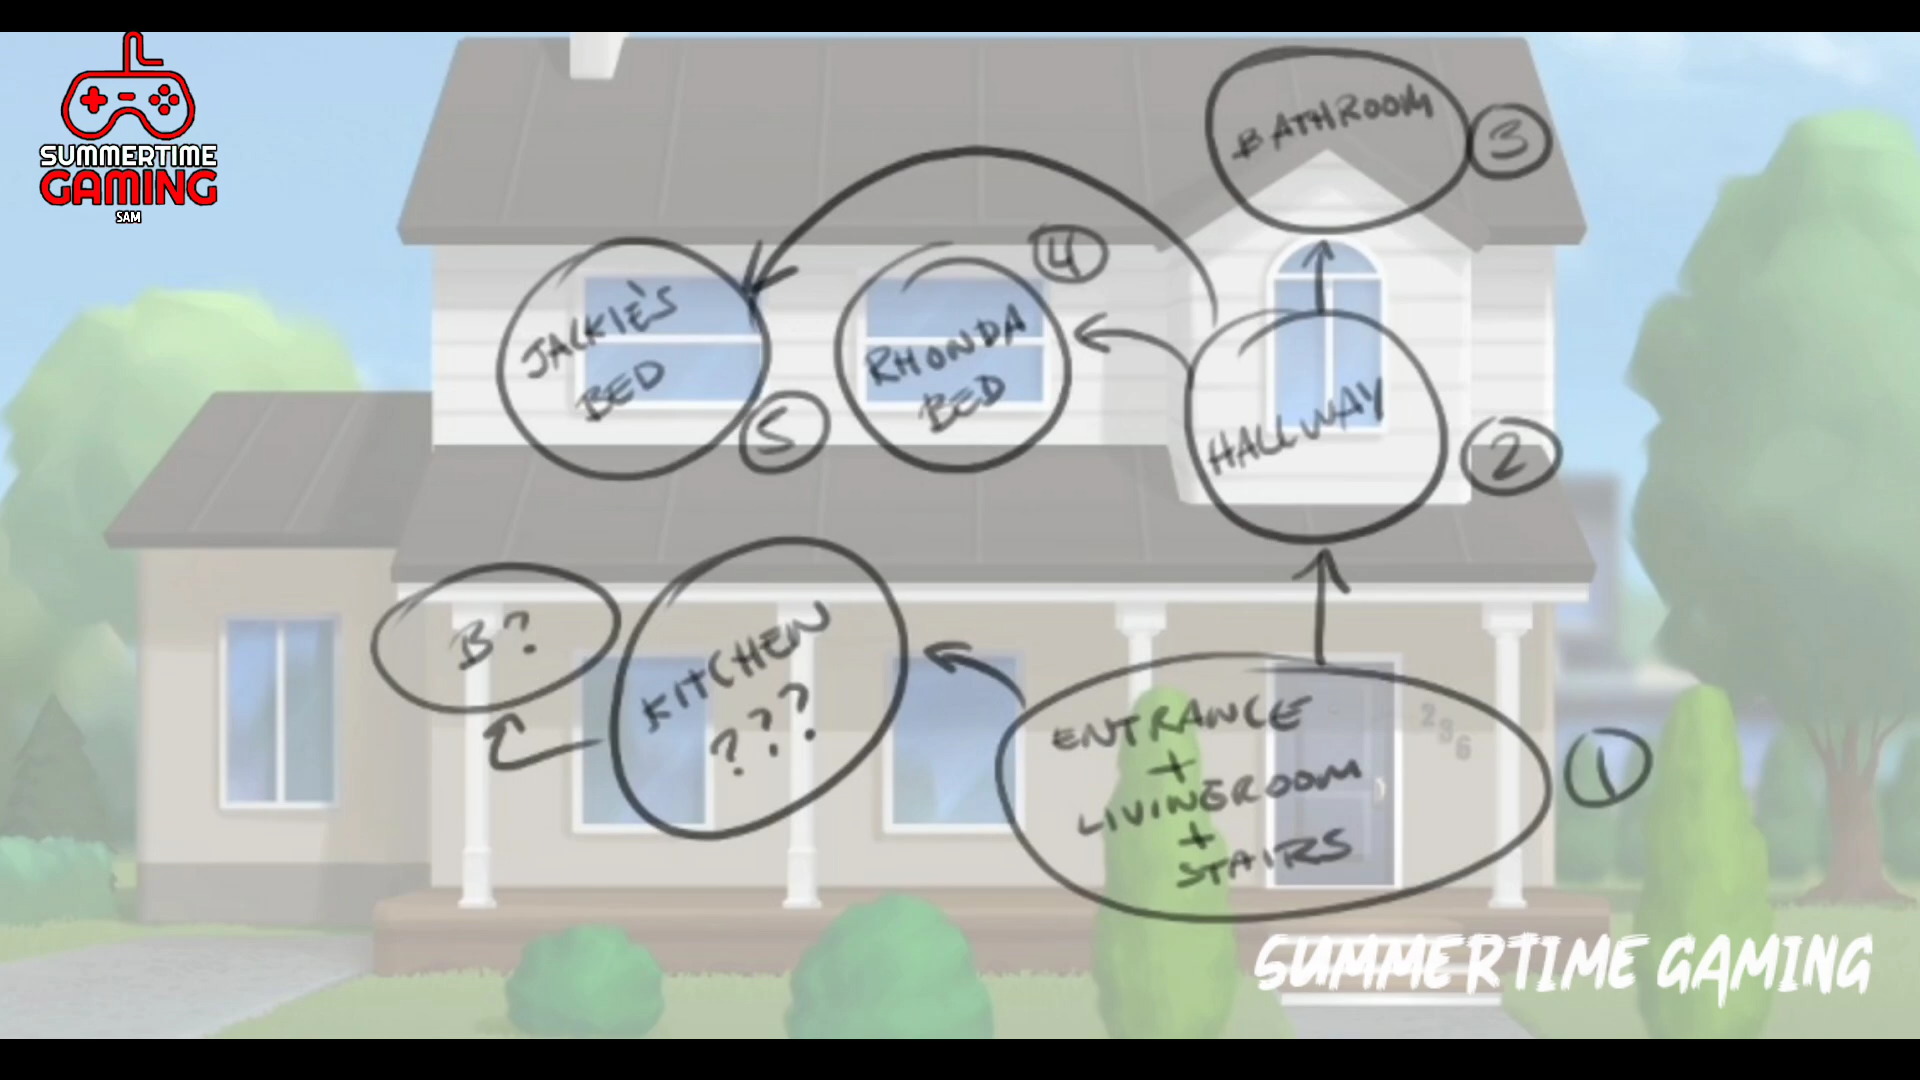 SUMMERTIME
GAMING
SAM
BATHROOM
3
4
JACKIE'S
BED
5
RHONDA
BED
HALLWAY
2
B?
KITCHEN
???
ENTRANCE
+
LIVINGROOM
+
STAIRS
236
1
SUMMERTIME GAMING